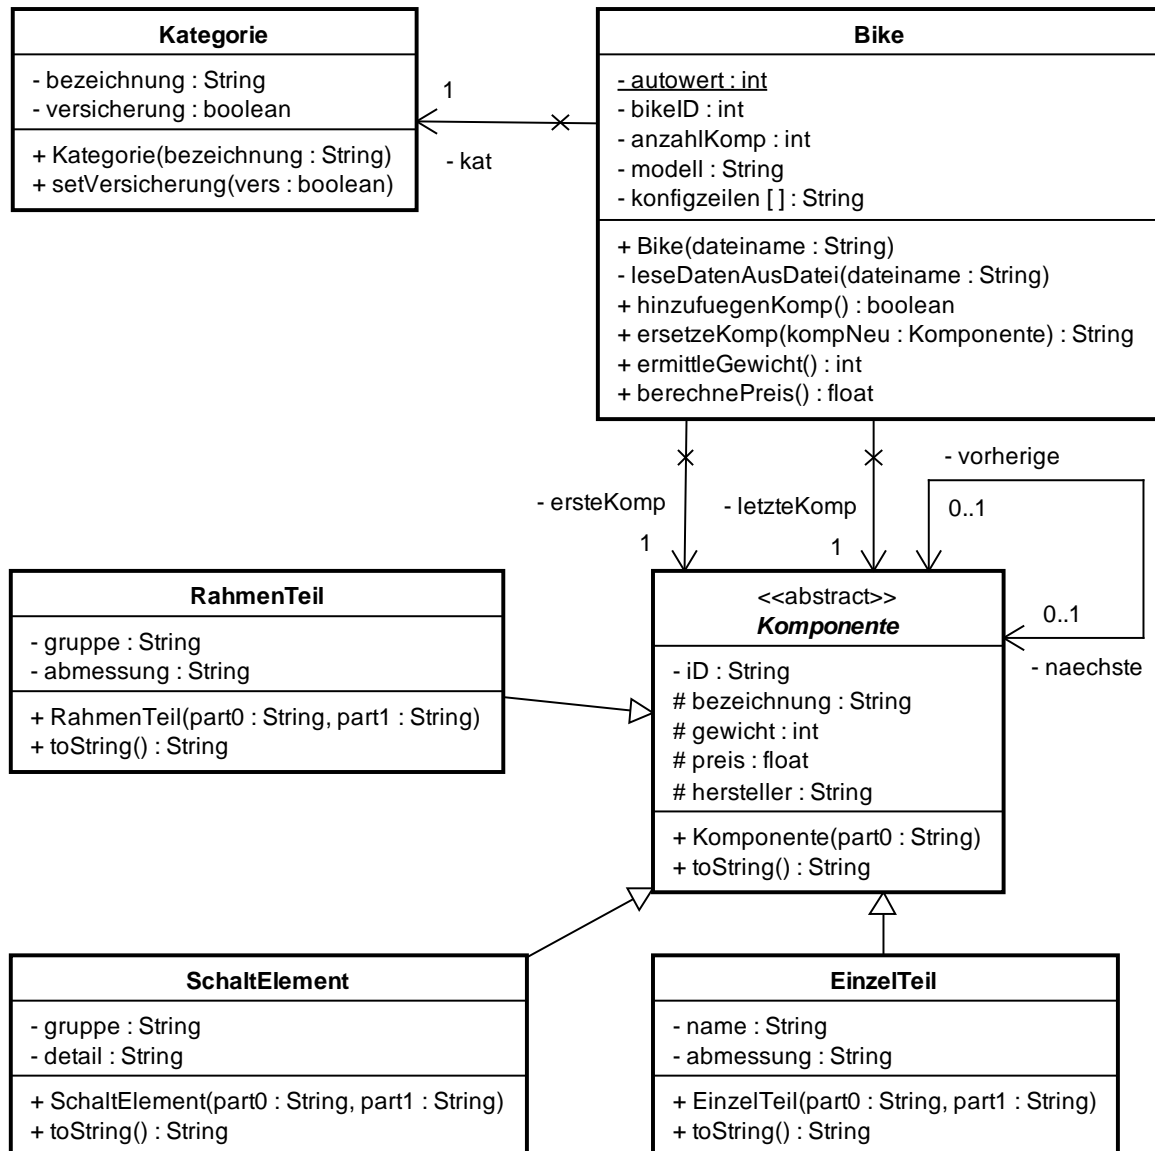 Kategorie
- bezeichnung : String
- versicherung : boolean
+ Kategorie(bezeichnung : String)
+ setVersicherung(vers : boolean)
1
- kat
Bike
- autowert : int
- bikeID : int
- anzahlKomp : int
- modell : String
- konfigzeilen [ ] : String
+ Bike(dateiname : String)
- leseDatenAusDatei(dateiname : String)
+ hinzufuegenKomp() : boolean
+ ersetzeKomp(kompNeu : Komponente) : String
+ ermittleGewicht() : int
+ berechnePreis() : float
- ersteKomp
1
- letzteKomp
1
- vorherige
0..1
0..1
- naechste
RahmenTeil
- gruppe : String
- abmessung : String
+ RahmenTeil(part0 : String, part1 : String)
+ toString() : String
<<abstract>>
Komponente
- iD : String
# bezeichnung : String
# gewicht : int
# preis : float
# hersteller : String
+ Komponente(part0 : String)
+ toString() : String
SchaltElement
- gruppe : String
- detail : String
+ SchaltElement(part0 : String, part1 : String)
+ toString() : String
EinzelTeil
- name : String
- abmessung : String
+ EinzelTeil(part0 : String, part1 : String)
+ toString() : String